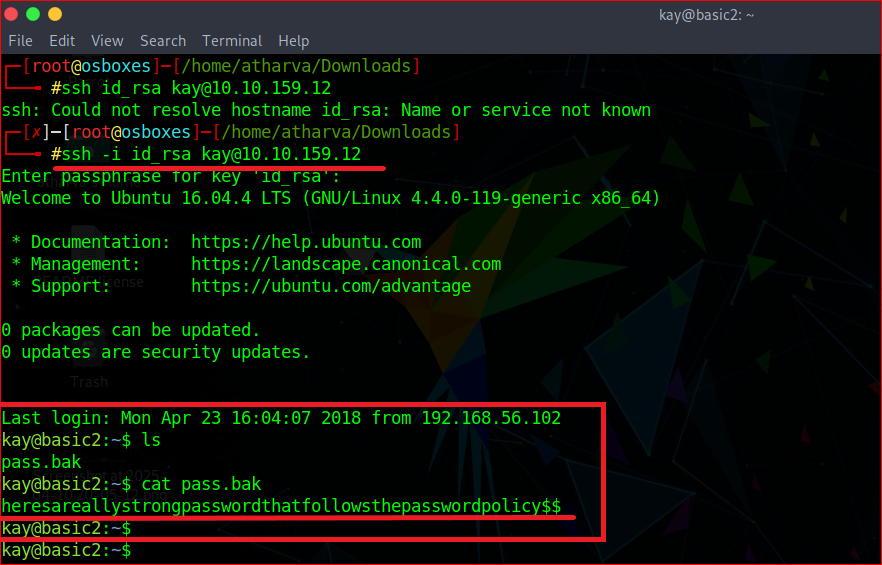 kay@basic2: ~
File Edit View Search Terminal Help
┌─[root@osboxes]─[/home/atharva/Downloads]
└──╼ #ssh id_rsa kay@10.10.159.12
ssh: Could not resolve hostname id_rsa: Name or service not known
┌─[✗]─[root@osboxes]─[/home/atharva/Downloads]
└──╼ #ssh -i id_rsa kay@10.10.159.12
Enter passphrase for key 'id_rsa':
Welcome to Ubuntu 16.04.4 LTS (GNU/Linux 4.4.0-119-generic x86_64)
* Documentation: https://help.ubuntu.com
* Management: https://landscape.canonical.com
* Support: https://ubuntu.com/advantage
0 packages can be updated.
0 updates are security updates.
Trash
Last login: Mon Apr 23 16:04:07 2018 from 192.168.56.102
kay@basic2:~$ ls
pass.bak
kay@basic2:~$ cat pass.bak
heresareallystrongpasswordthatfollowsthepasswordpolicy$$
kay@basic2:~$
kay@basic2:~$